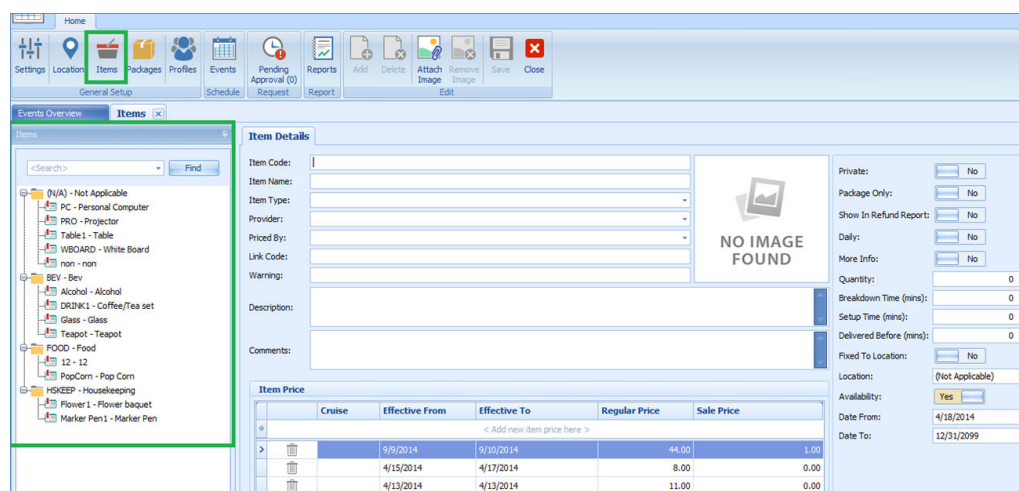 Home
Settings Location Items Packages Profiles Events Pending Approval (0) Reports Add Delete Attach Image Remove Image Save Close
General Setup Schedule Request Report Edit
Events Overview Items
Items
<Search> Find
(N/A) - Not Applicable
PC - Personal Computer
PRO - Projector
Table1 - Table
WBOARD - White Board
non - non
BEV - Bev
Alcohol - Alcohol
DRINK1 - Coffee/Tea set
Glass - Glass
Teapot - Teapot
FOOD - Food
12 - 12
PopCorn - Pop Corn
HSKEEP - Housekeeping
Flower1 - Flower baquet
Marker Pen1 - Marker Pen
Item Details
Item Code:
Item Name:
Item Type:
Provider:
Priced By:
Link Code:
Warning:
Description:
Comments:
NO IMAGE
FOUND
Private: No
Package Only: No
Show In Refund Report: No
Daily: No
More Info: No
Quantity: 0
Breakdown Time (mins): 0
Setup Time (mins): 0
Delivered Before (mins): 0
Fixed To Location: No
Location: (Not Applicable)
Availability: Yes
Date From: 4/18/2014
Date To: 12/31/2099
Item Price
Cruise Effective From Effective To Regular Price Sale Price
< Add new item price here >
9/9/2014 9/10/2014 44.00 1.00
4/15/2014 4/17/2014 8.00 0.00
4/13/2014 4/13/2014 11.00 0.00